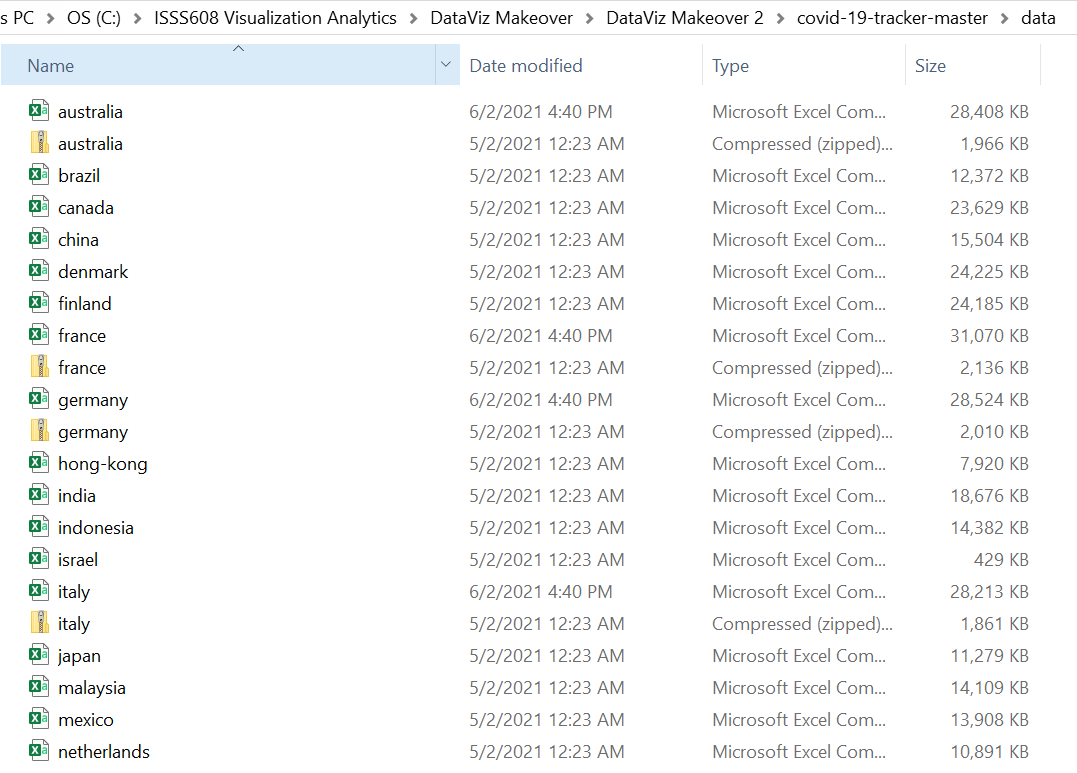 s PC > OS (C:) > ISSS608 Visualization Analytics > DataViz Makeover > DataViz Makeover 2 > covid-19-tracker-master > data
Name Date modified Type Size
australia 6/2/2021 4:40 PM Microsoft Excel Com... 28,408 KB
australia 5/2/2021 12:23 AM Compressed (zipped)... 1,966 KB
brazil 5/2/2021 12:23 AM Microsoft Excel Com... 12,372 KB
canada 5/2/2021 12:23 AM Microsoft Excel Com... 23,629 KB
china 5/2/2021 12:23 AM Microsoft Excel Com... 15,504 KB
denmark 5/2/2021 12:23 AM Microsoft Excel Com... 24,225 KB
finland 5/2/2021 12:23 AM Microsoft Excel Com... 24,185 KB
france 6/2/2021 4:40 PM Microsoft Excel Com... 31,070 KB
france 5/2/2021 12:23 AM Compressed (zipped)... 2,136 KB
germany 6/2/2021 4:40 PM Microsoft Excel Com... 28,524 KB
germany 5/2/2021 12:23 AM Compressed (zipped)... 2,010 KB
hong-kong 5/2/2021 12:23 AM Microsoft Excel Com... 7,920 KB
india 5/2/2021 12:23 AM Microsoft Excel Com... 18,676 KB
indonesia 5/2/2021 12:23 AM Microsoft Excel Com... 14,382 KB
israel 5/2/2021 12:23 AM Microsoft Excel Com... 429 KB
italy 6/2/2021 4:40 PM Microsoft Excel Com... 28,213 KB
italy 5/2/2021 12:23 AM Compressed (zipped)... 1,861 KB
japan 5/2/2021 12:23 AM Microsoft Excel Com... 11,279 KB
malaysia 5/2/2021 12:23 AM Microsoft Excel Com... 14,109 KB
mexico 5/2/2021 12:23 AM Microsoft Excel Com... 13,908 KB
netherlands 5/2/2021 12:23 AM Microsoft Excel Com... 10,891 KB